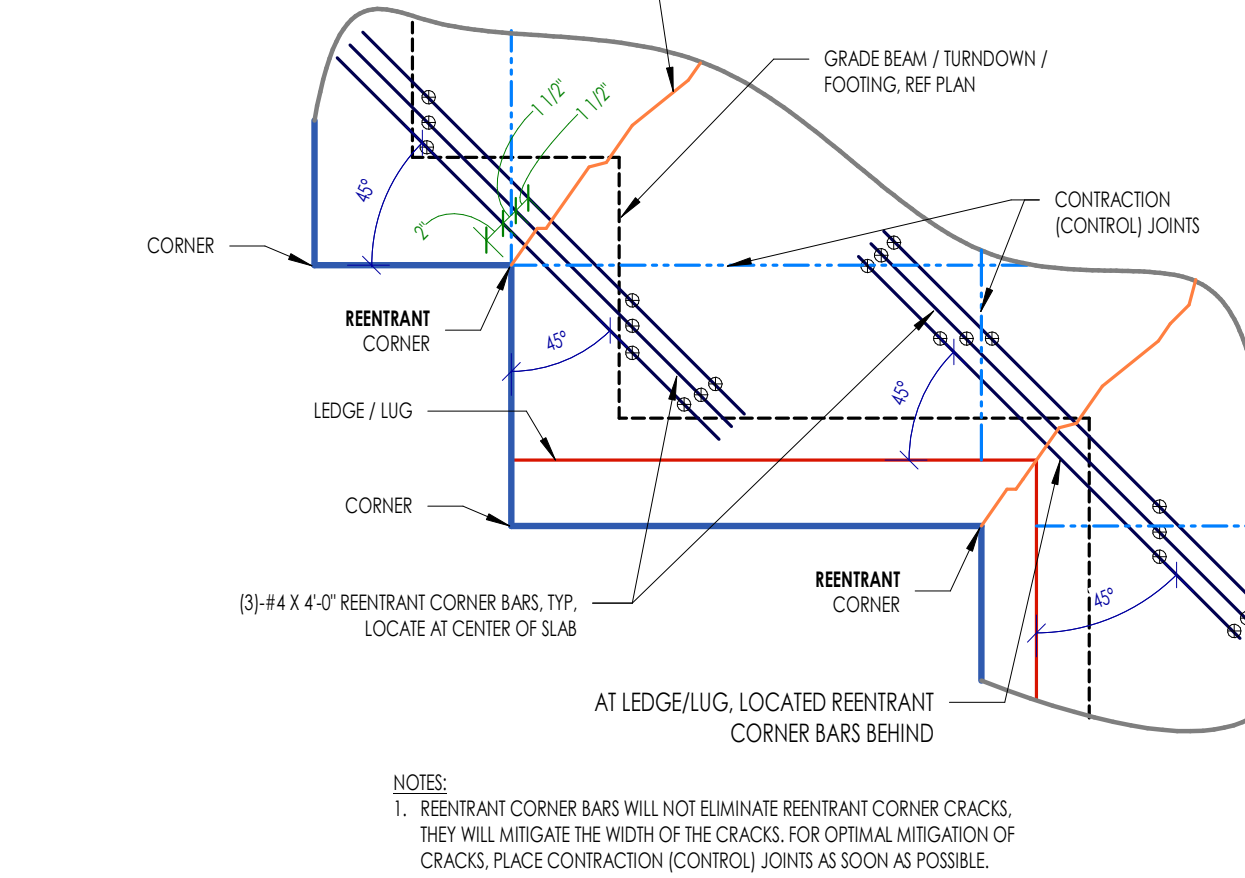 GRADE BEAM / TURNDOWN /
FOOTING, REF PLAN
1 1/2"
1 1/2"
45°
2"
CONTRACTION
(CONTROL) JOINTS
CORNER
REENTRANT
CORNER
45°
45°
LEDGE / LUG
CORNER
REENTRANT
CORNER
45°
(3)-#4 X 4'-0" REENTRANT CORNER BARS, TYP,
LOCATE AT CENTER OF SLAB
AT LEDGE/LUG, LOCATED REENTRANT
CORNER BARS BEHIND
NOTES:
1. REENTRANT CORNER BARS WILL NOT ELIMINATE REENTRANT CORNER CRACKS,
THEY WILL MITIGATE THE WIDTH OF THE CRACKS. FOR OPTIMAL MITIGATION OF
CRACKS, PLACE CONTRACTION (CONTROL) JOINTS AS SOON AS POSSIBLE.